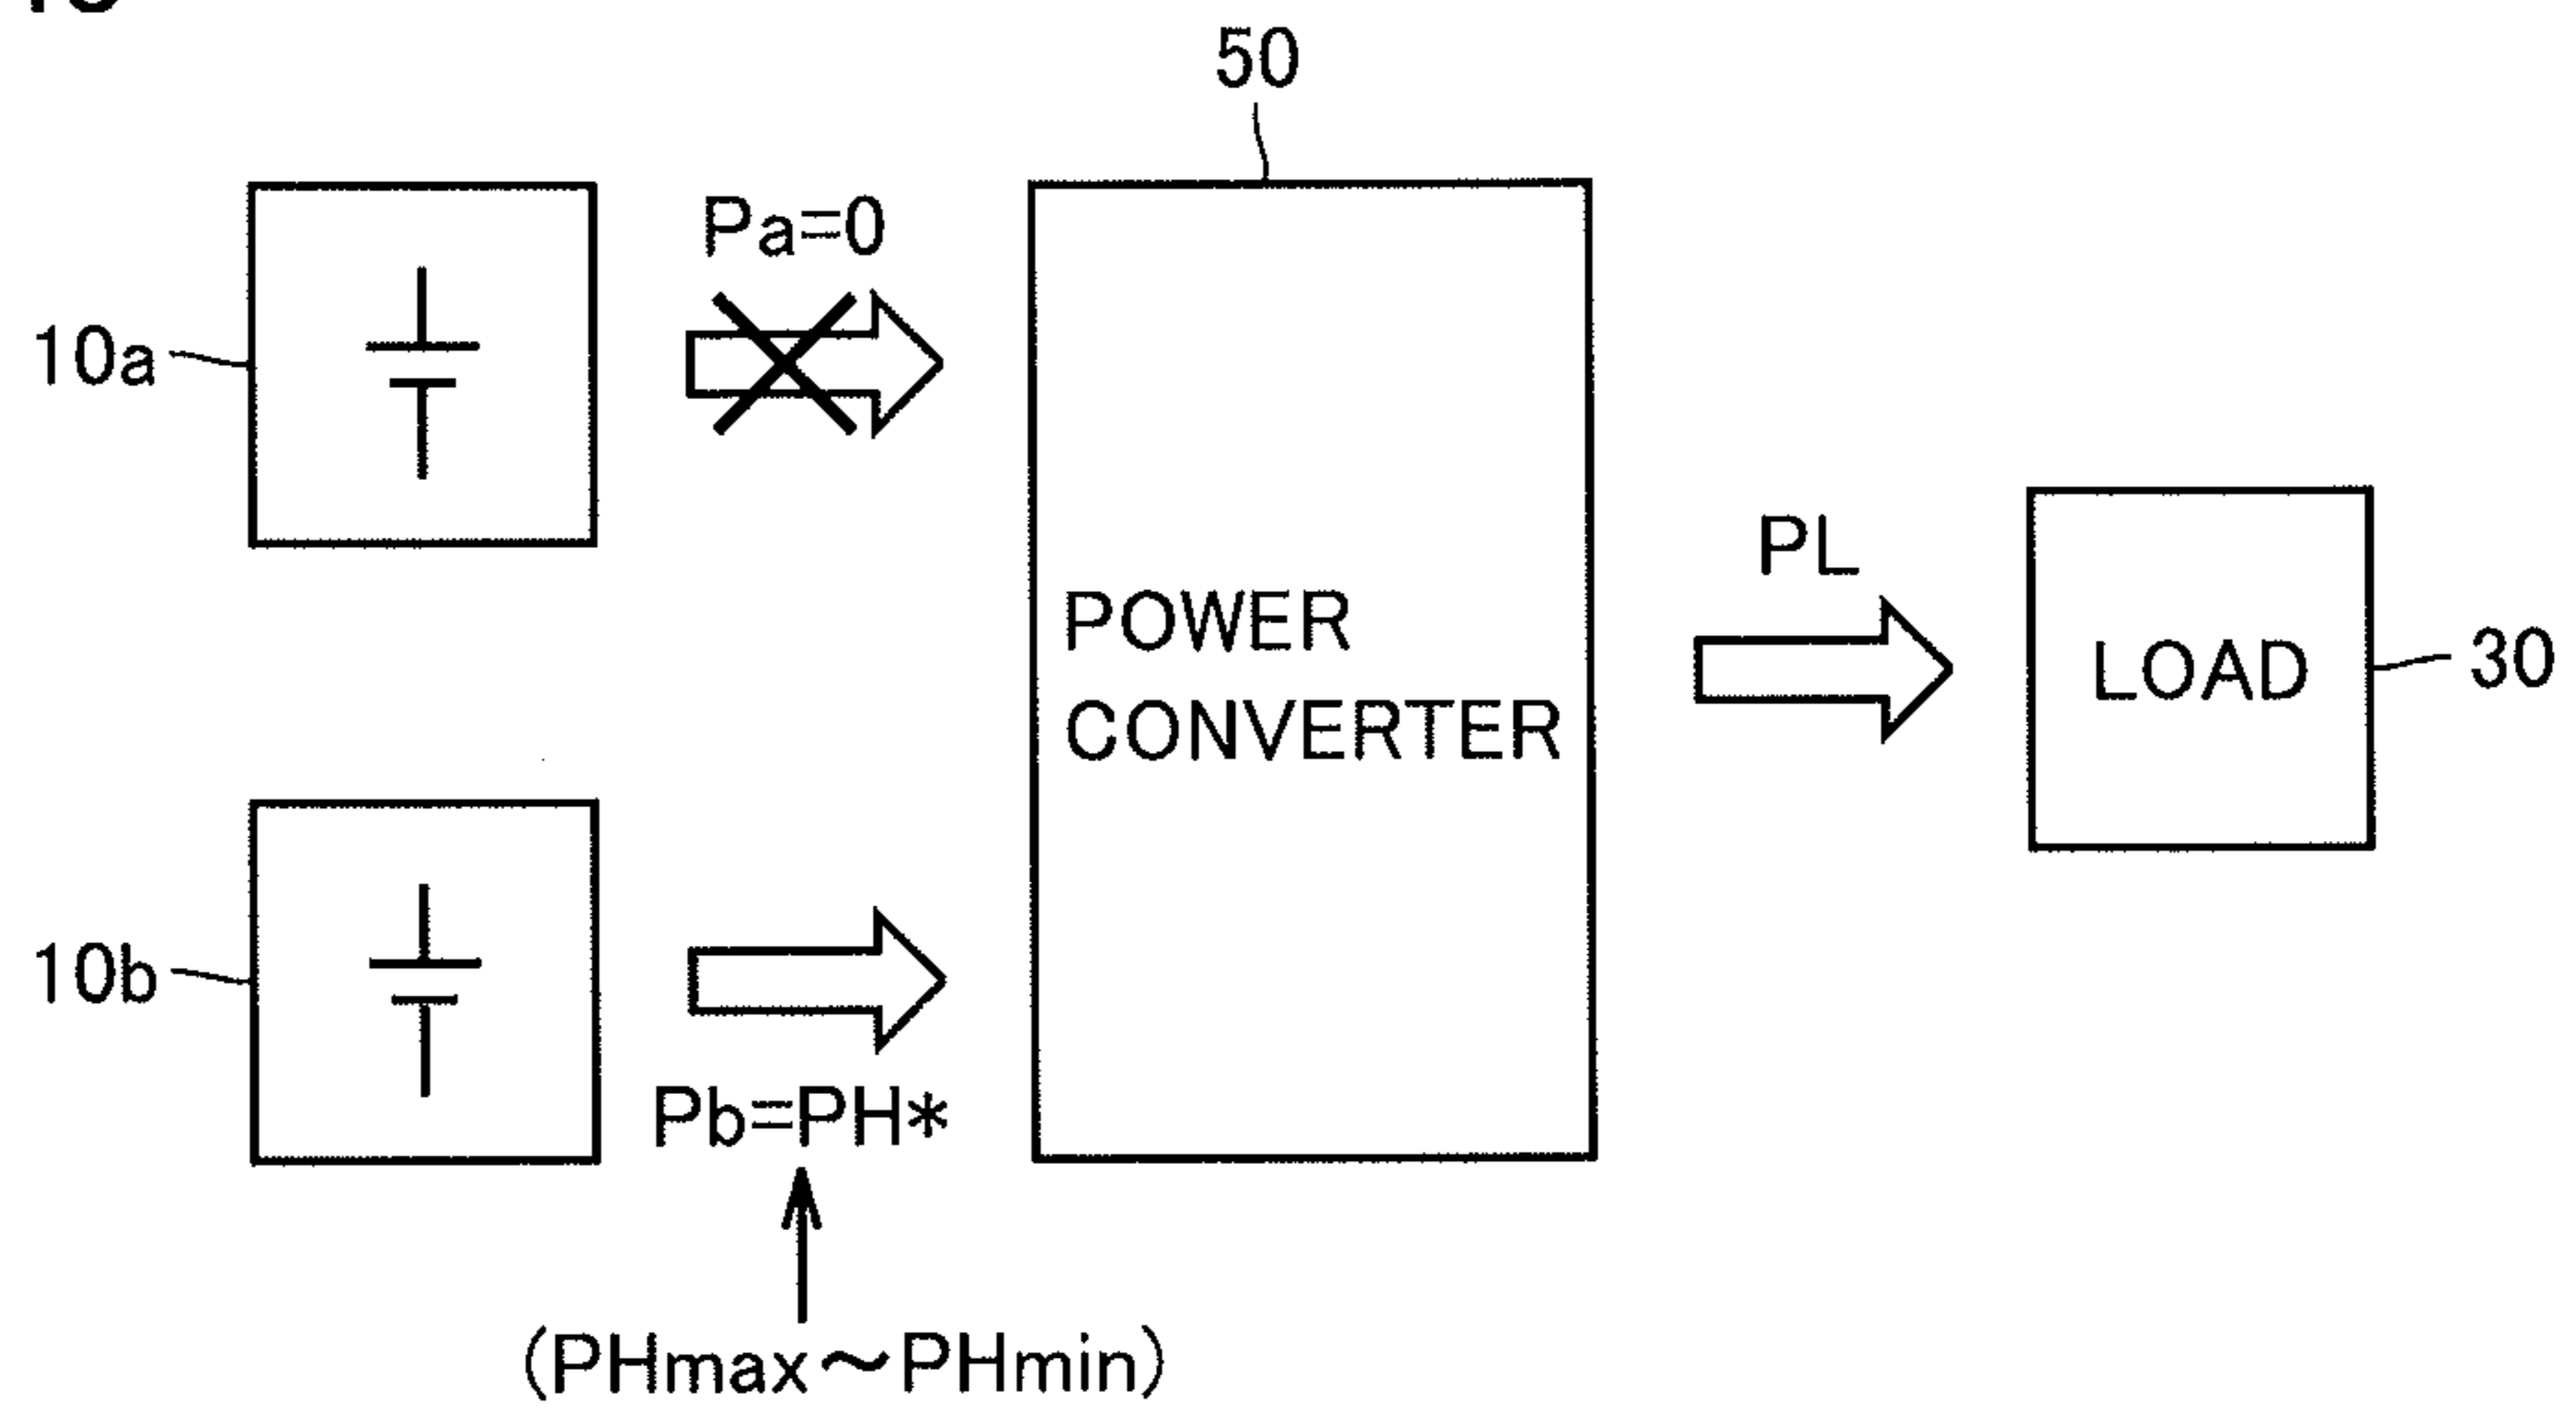 50
Pa=0
10a
PL
POWER
CONVERTER
LOAD
30
10b
Pb=PH*
(PHmax~PHmin)